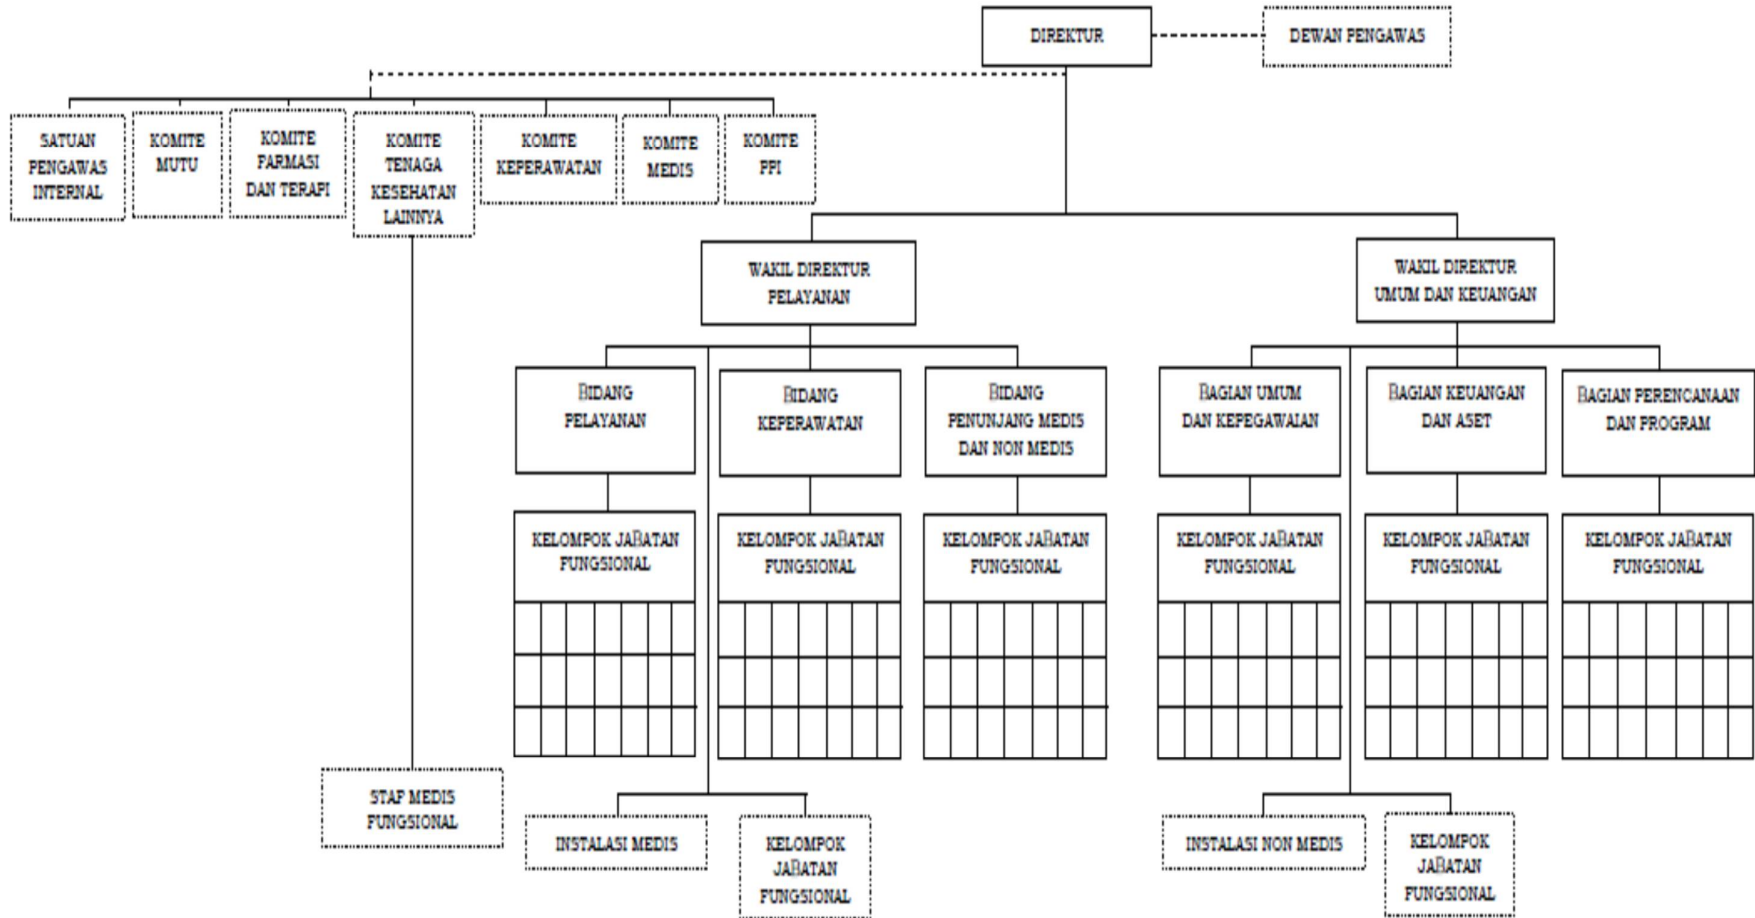 DIREKTUR
DEWAN PENGAWAS
SATUAN
PENGAWAS
INTERNAL
KOMITE
MUTU
KOMITE
FARMASI
DAN TERAPI
KOMITE
TENAGA
KESEHATAN
LAINNYA
KOMITE
KEPERAWATAN
KOMITE
MEDIS
KOMITE
PPI
WAKIL DIREKTUR
PELAYANAN
WAKIL DIREKTUR
UMUM DAN KEUANGAN
BIDANG
PELAYANAN
BIDANG
KEPERAWATAN
BIDANG
PENUNJANG MEDIS
DAN NON MEDIS
BAGIAN UMUM
DAN KEPEGAWAIAN
BAGIAN KEUANGAN
DAN ASET
BAGIAN PERENCANAAN
DAN PROGRAM
KELOMPOK JABATAN
FUNGSIONAL
KELOMPOK JABATAN
FUNGSIONAL
KELOMPOK JABATAN
FUNGSIONAL
KELOMPOK JABATAN
FUNGSIONAL
KELOMPOK JABATAN
FUNGSIONAL
KELOMPOK JABATAN
FUNGSIONAL
STAF MEDIS
FUNGSIONAL
INSTALASI MEDIS
KELOMPOK
JABATAN
FUNGSIONAL
INSTALASI NON MEDIS
KELOMPOK
JABATAN
FUNGSIONAL